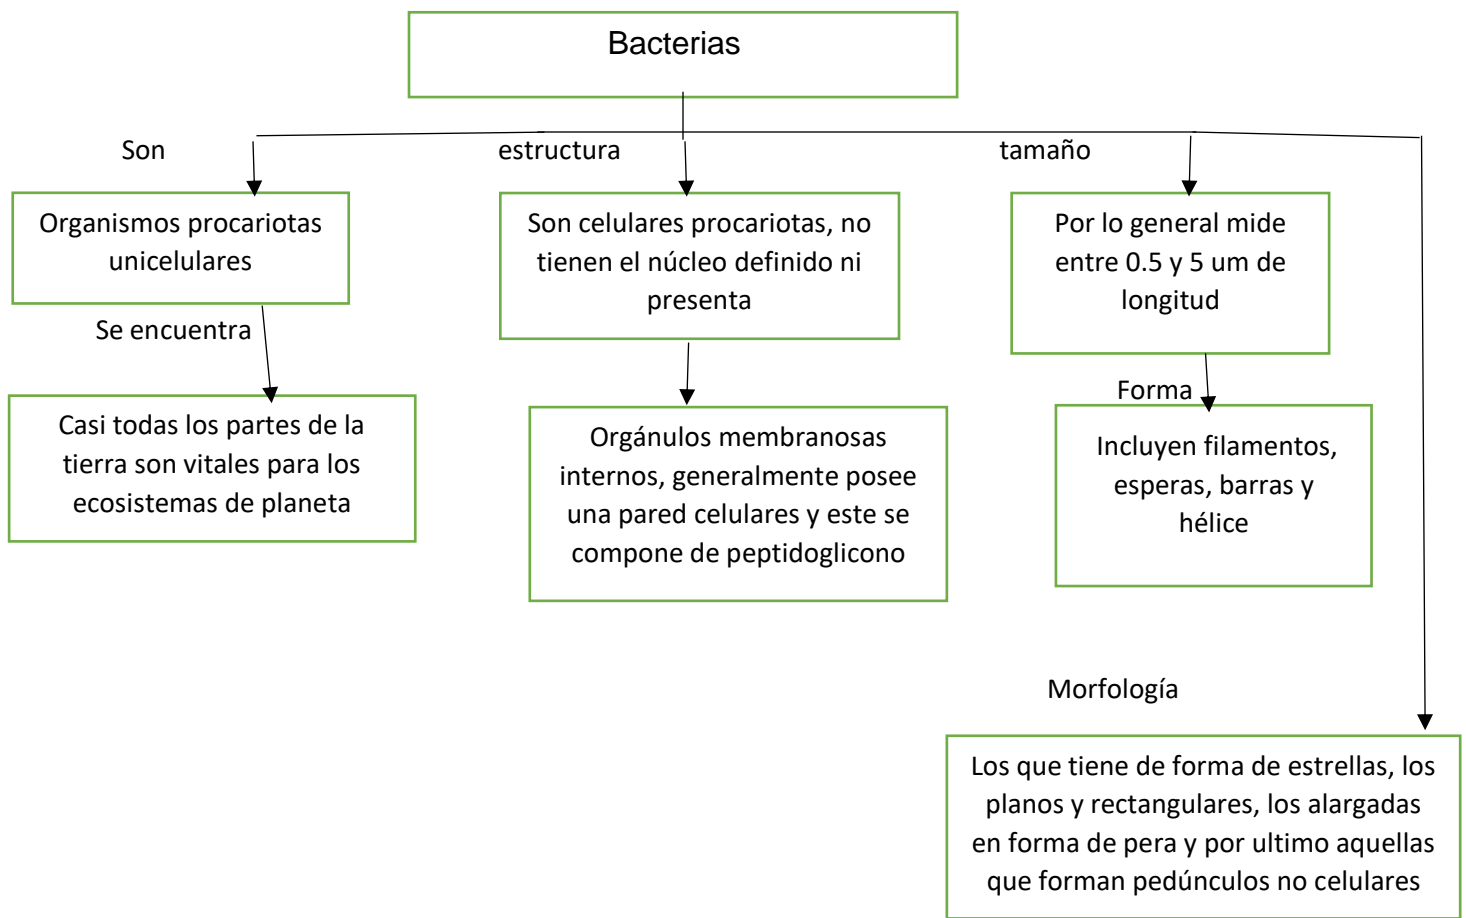 Bacterias
Son
estructura
tamaño
Organismos procariotas
unicelulares
Son celulares procariotas, no
tienen el núcleo definido ni
presenta
Por lo general mide
entre 0.5 y 5 um de
longitud
Se encuentra
Forma
Casi todas los partes de la
tierra son vitales para los
ecosistemas de planeta
Orgánulos membranosas
internos, generalmente posee
una pared celulares y este se
compone de peptidoglicono
Incluyen filamentos,
esperas, barras y
hélice
Morfología
Los que tiene de forma de estrellas, los
planos y rectangulares, los alargadas
en forma de pera y por ultimo aquellas
que forman pedúnculos no celulares